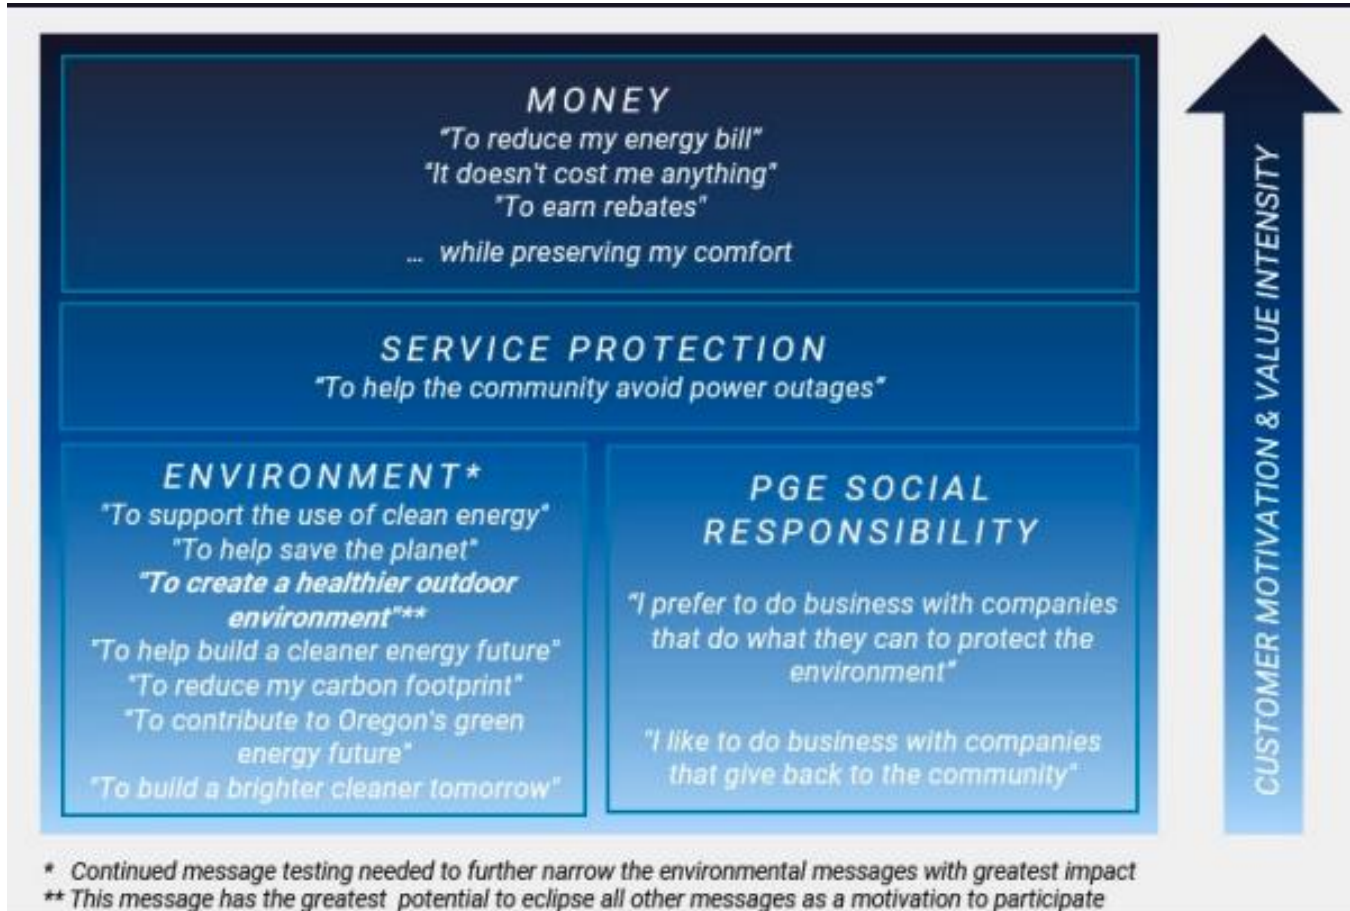 MONEY
"To reduce my energy bill"
"It doesn't cost me anything"
"To earn rebates"
... while preserving my comfort
SERVICE PROTECTION
"To help the community avoid power outages"
ENVIRONMENT*
"To support the use of clean energy"
"To help save the planet"
"To create a healthier outdoor
environment"**
"To help build a cleaner energy future"
"To reduce my carbon footprint"
"To contribute to Oregon's green
energy future"
"To build a brighter cleaner tomorrow"
PGE SOCIAL
RESPONSIBILITY
"I prefer to do business with companies
that do what they can to protect the
environment"
"I like to do business with companies
that give back to the community"
CUSTOMER MOTIVATION & VALUE INTENSITY
* Continued message testing needed to further narrow the environmental messages with greatest impact
** This message has the greatest potential to eclipse all other messages as a motivation to participate